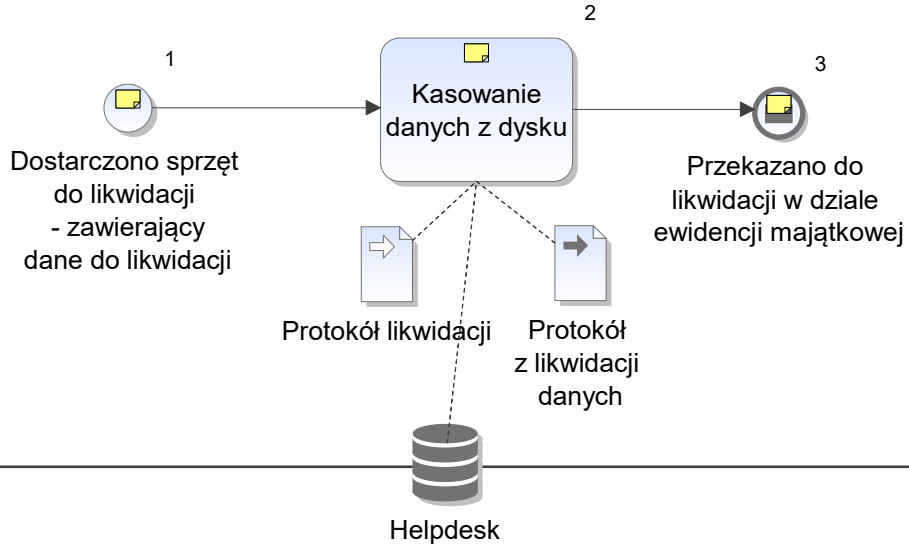 1
2
3
Kasowanie
danych z dysku
Dostarczono sprzęt
do likwidacji
- zawierający
dane do likwidacji
Przekazano do
likwidacji w dziale
ewidencji majątkowej
Protokół likwidacji
Protokół
z likwidacji
danych
Helpdesk